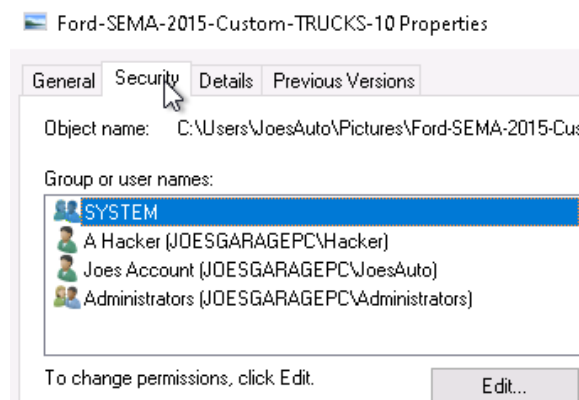 Ford-SEMA-2015-Custom-TRUCKS-10 Properties
General Security Details Previous Versions
Object name: C:\Users\JoesAuto\Pictures\Ford-SEMA-2015-Cus
Group or user names:
SYSTEM
A Hacker (JOESGARAGEPC\Hacker)
Joes Account (JOESGARAGEPC\JoesAuto)
Administrators (JOESGARAGEPC\Administrators)
To change permissions, click Edit.
Edit...